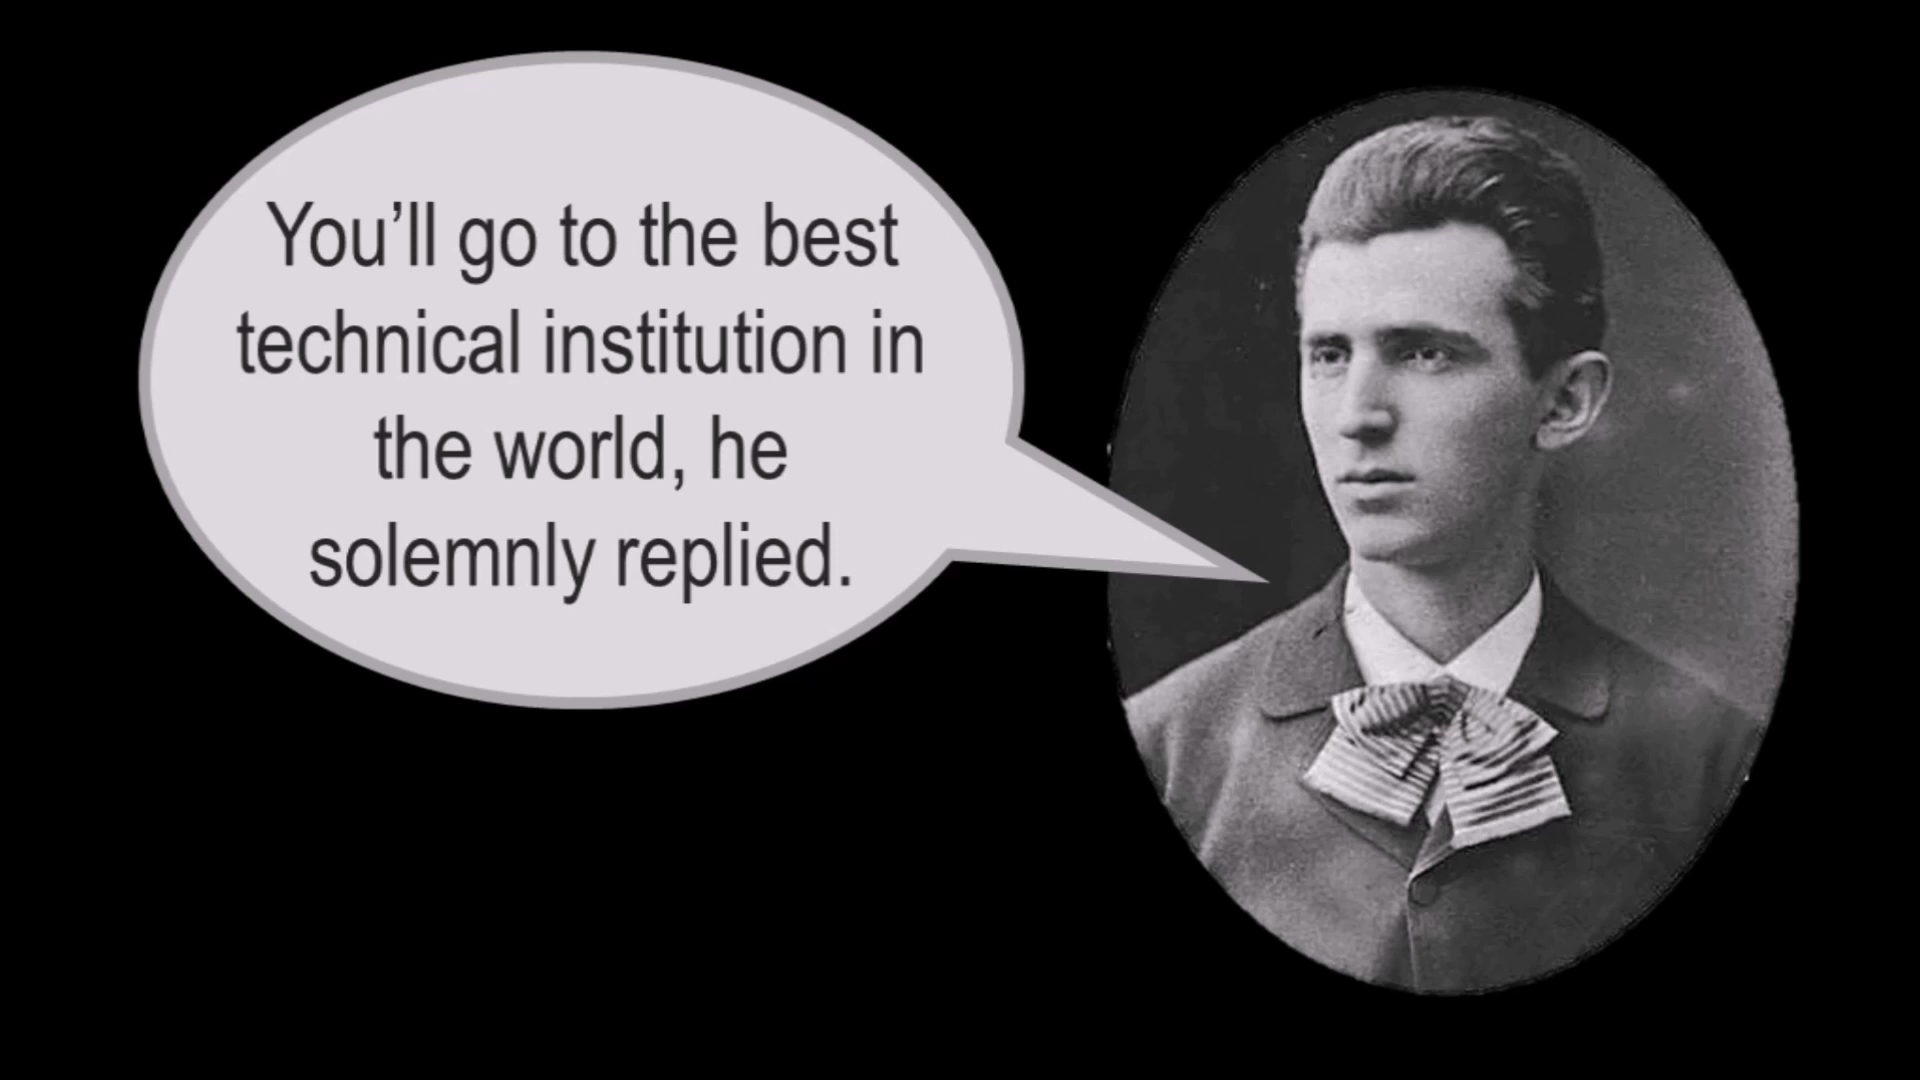 You’ll go to the best
technical institution in
the world, he
solemnly replied.